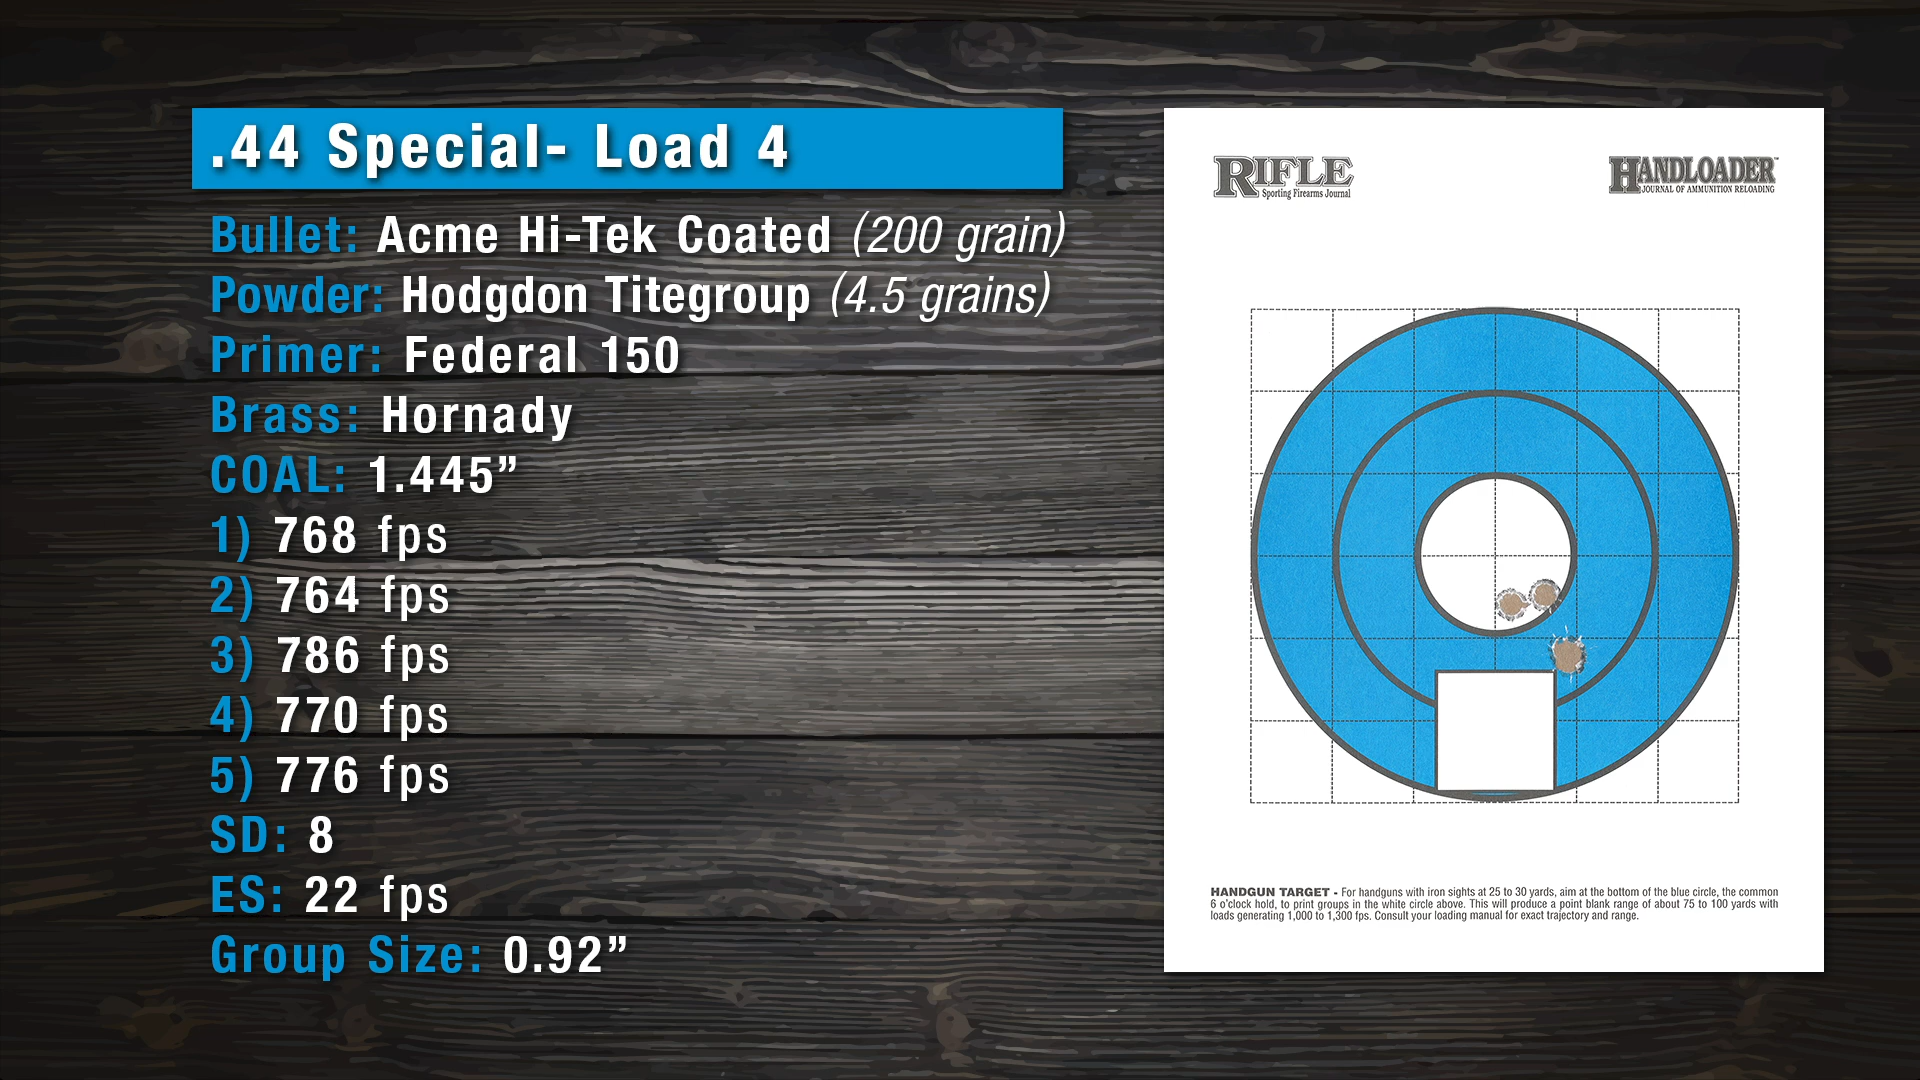 .44 Special- Load 4
Bullet: Acme Hi-Tek Coated (200 grain)
Powder: Hodgdon Titegroup (4.5 grains)
Primer: Federal 150
Brass: Hornady
COAL: 1.445”
1) 768 fps
2) 764 fps
3) 786 fps
4) 770 fps
5) 776 fps
SD: 8
ES: 22 fps
Group Size: 0.92”
RIFLE
Sporting Firearms Journal
HANDLOADER™
JOURNAL OF AMMUNITION RELOADING
HANDGUN TARGET - For handguns with iron sights at 25 to 30 yards, aim at the bottom of the blue circle, the common
6 o'clock hold, to print groups in the white circle above. This will produce a point blank range of about 75 to 100 yards with
loads generating 1,000 to 1,300 fps. Consult your loading manual for exact trajectory and range.